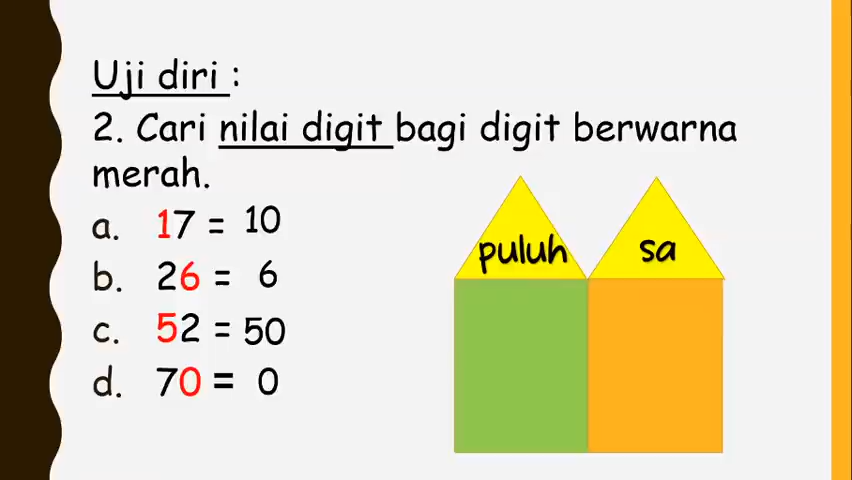 Uji diri :
2. Cari nilai digit bagi digit berwarna
merah.
a. 17 = 10
b. 26 = 6
c. 52 = 50
d. 70 = 0
puluh sa